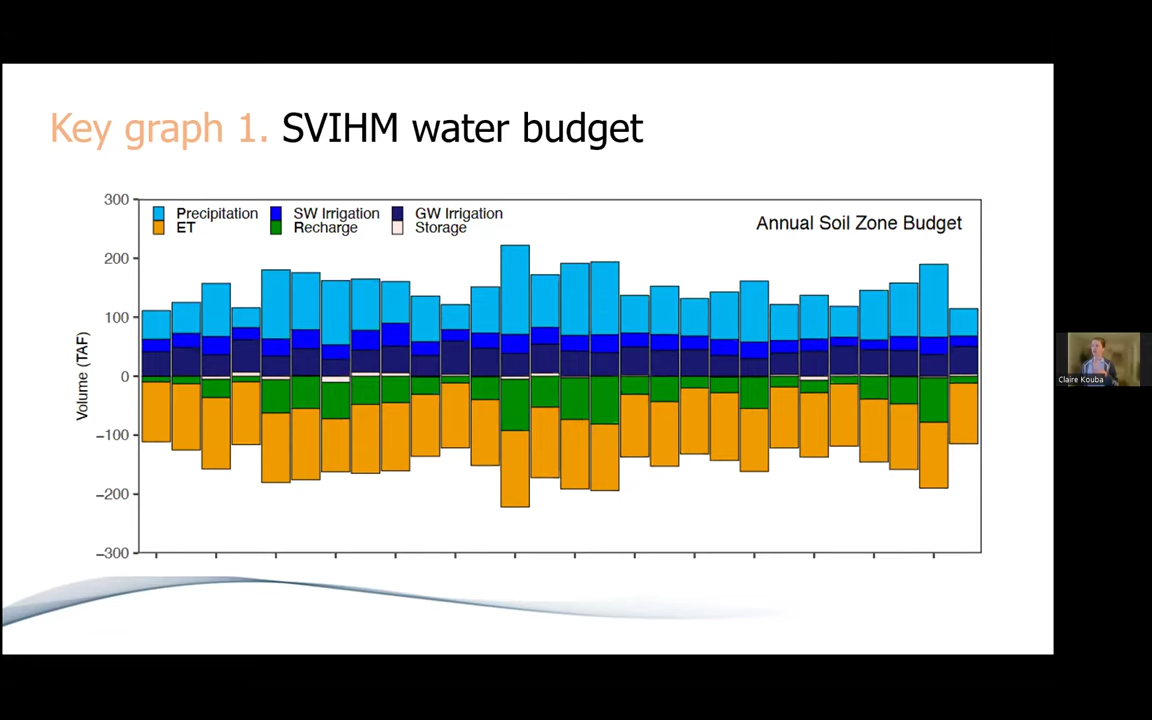 Key graph 1. SVIHM water budget
300
Precipitation SW Irrigation GW Irrigation
ET Recharge Storage
Annual Soil Zone Budget
200
100
0
−100
−200
−300
Volume (TAF)
Claire Kouba